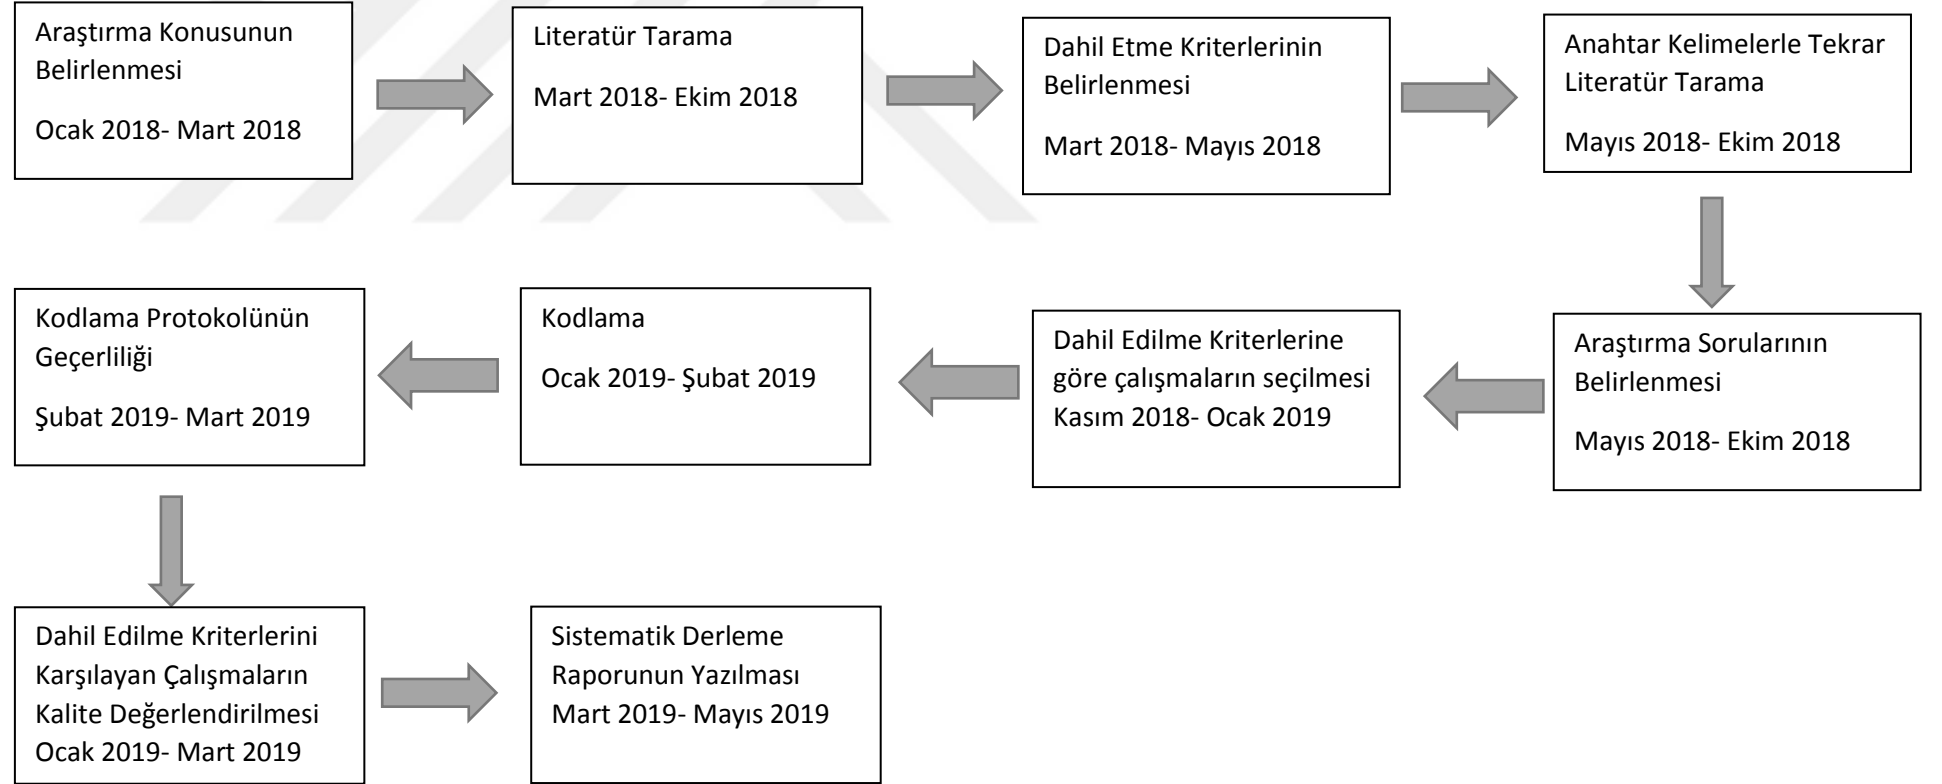 Araştırma Konusunun
Belirlenmesi
Ocak 2018- Mart 2018
Literatür Tarama
Mart 2018- Ekim 2018
Dahil Etme Kriterlerinin
Belirlenmesi
Mart 2018- Mayıs 2018
Anahtar Kelimelerle Tekrar
Literatür Tarama
Mayıs 2018- Ekim 2018
Araştırma Sorularının
Belirlenmesi
Mayıs 2018- Ekim 2018
Dahil Edilme Kriterlerine
göre çalışmaların seçilmesi
Kasım 2018- Ocak 2019
Kodlama
Ocak 2019- Şubat 2019
Kodlama Protokolünün
Geçerliliği
Şubat 2019- Mart 2019
Dahil Edilme Kriterlerini
Karşılayan Çalışmaların
Kalite Değerlendirilmesi
Ocak 2019- Mart 2019
Sistematik Derleme
Raporunun Yazılması
Mart 2019- Mayıs 2019